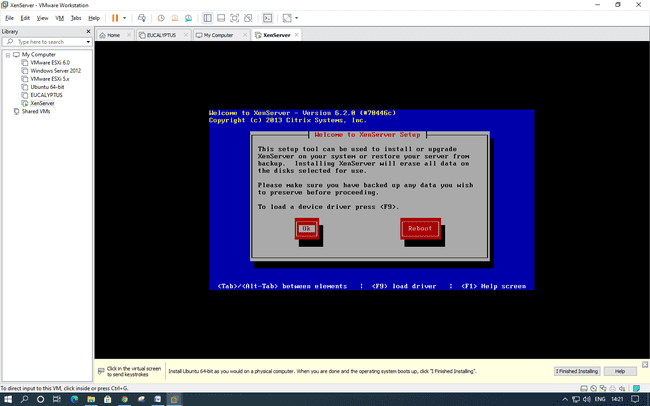 XenServer - VMware Workstation
File Edit View VM Tabs Help
Library
Type here to search
My Computer
VMware ESXi 6.0
Windows Server 2012
VMware ESXi 5.x
Ubuntu 64-bit
EUCALYPTUS
XenServer
Shared VMs
Home EUCALYPTUS My Computer XenServer
Welcome to XenServer - Version 6.2.0 (#70446c)
Copyright (c) 2013 Citrix Systems, Inc.
Welcome to XenServer Setup
This setup tool can be used to install or upgrade
XenServer on your system or restore your server from
backup.  Installing XenServer will erase all data on
the disks selected for use.
Please make sure you have backed up any data you wish
to preserve before proceeding.
To load a device driver press <F9>.
Ok Reboot
<Tab>/<Alt-Tab> between elements | <F9> load driver | <F1> Help screen
Click in the virtual screen
to send keystrokes
Install Ubuntu 64-bit as you would on a physical computer. When you are done and the operating system boots up, click "I Finished Installing".
I Finished Installing Help
To direct input to this VM, click inside or press Ctrl+G.
ENG 14:21